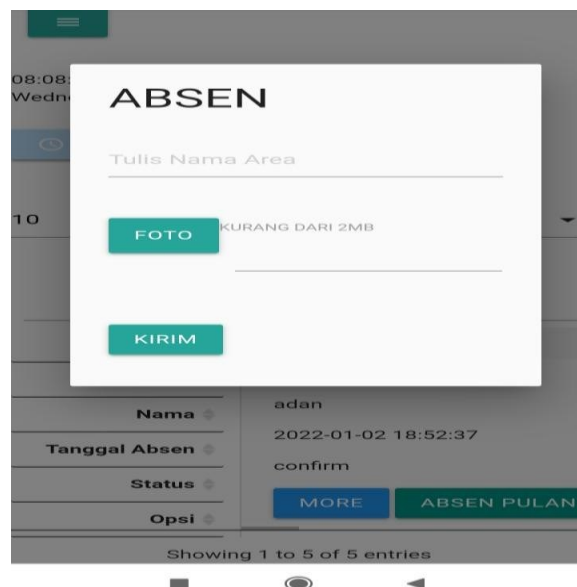 08:08:
Wedne
ABSEN
Tulis Nama Area
10
FOTO
KURANG DARI 2MB
KIRIM
Nama
adan
Tanggal Absen
2022-01-02 18:52:37
Status
confirm
Opsi
MORE
ABSEN PULAN
Showing 1 to 5 of 5 entries